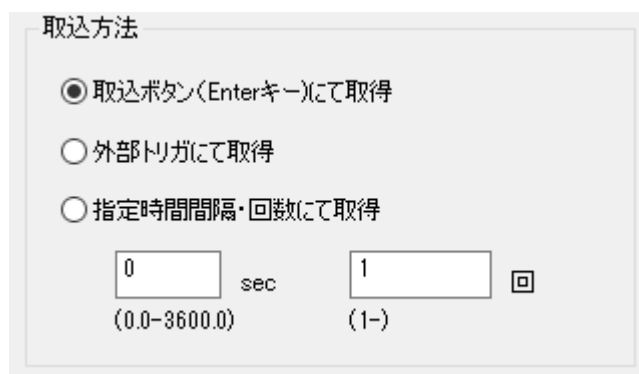 取込方法
取込ボタン(Enterキー)にて取得
外部トリガにて取得
指定時間間隔・回数にて取得
0 sec 1 回
(0.0-3600.0) (1-)